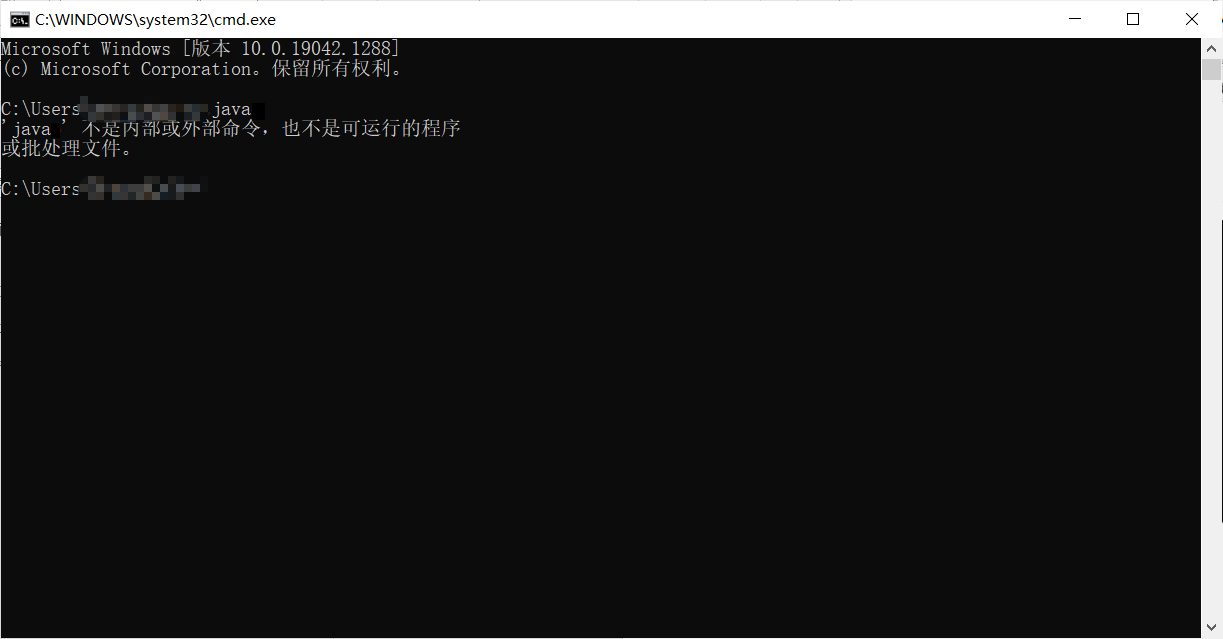 C:\WINDOWS\system32\cmd.exe
Microsoft Windows [版本 10.0.19042.1288]
(c) Microsoft Corporation。保留所有权利。
C:\Users java
'java ' 不是内部或外部命令，也不是可运行的程序
或批处理文件。
C:\Users